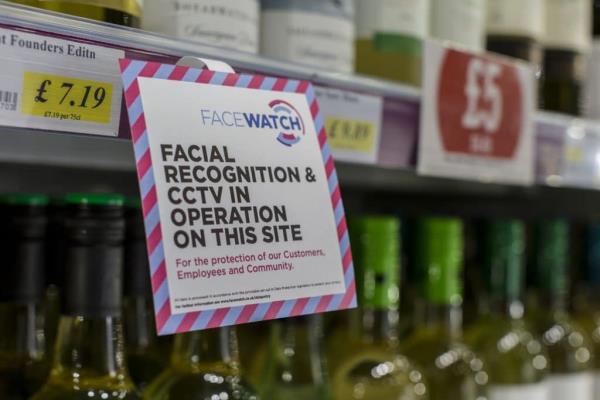 t Founders Editn
£7.19
£7.19 per 75cl
£9.89
£5
FACEWATCH
FACIAL
RECOGNITION &
CCTV IN
OPERATION
ON THIS SITE
For the protection of our Customers,
Employees and Community.